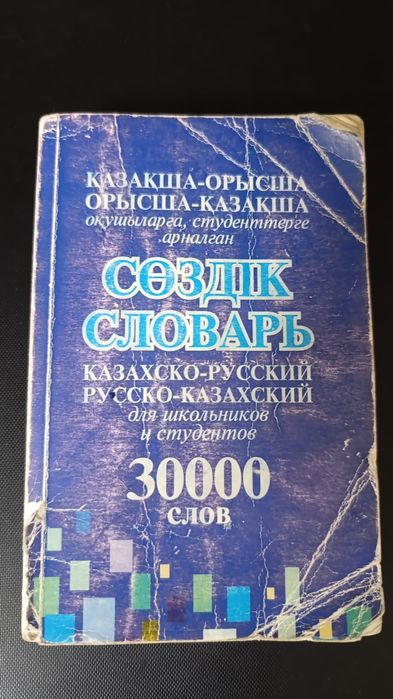 ҚАЗАҚША-ОРЫСША
ОРЫСША-ҚАЗАҚША
оқушыларға, студенттерге
арналған
СӨЗДІК
СЛОВАРЬ
КАЗАХСКО-РУССКИЙ
РУССКО-КАЗАХСКИЙ
для школьников
и студентов
30000
слов